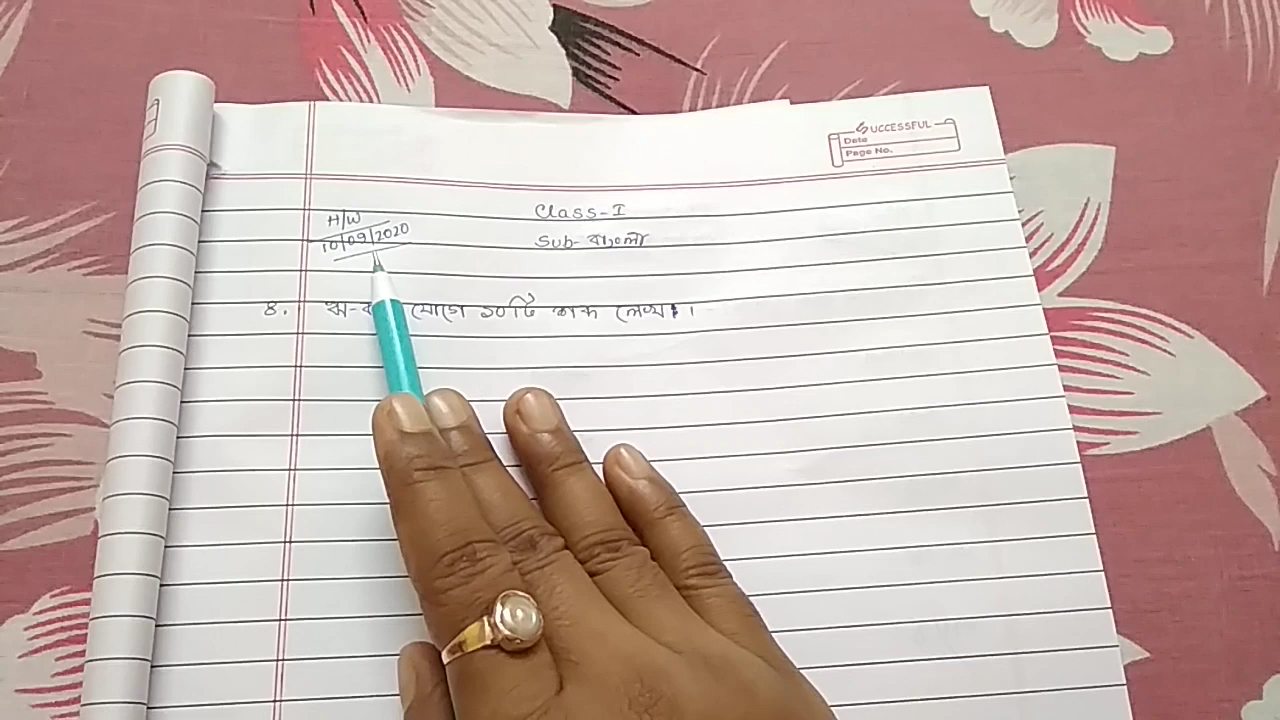 SUCCESSFUL
Date
Page No.
Class-I
H/W
10/09/2020
Sub- বাংলা
৪. ঋ- যোগে ১০টি শব্দ লেখ।